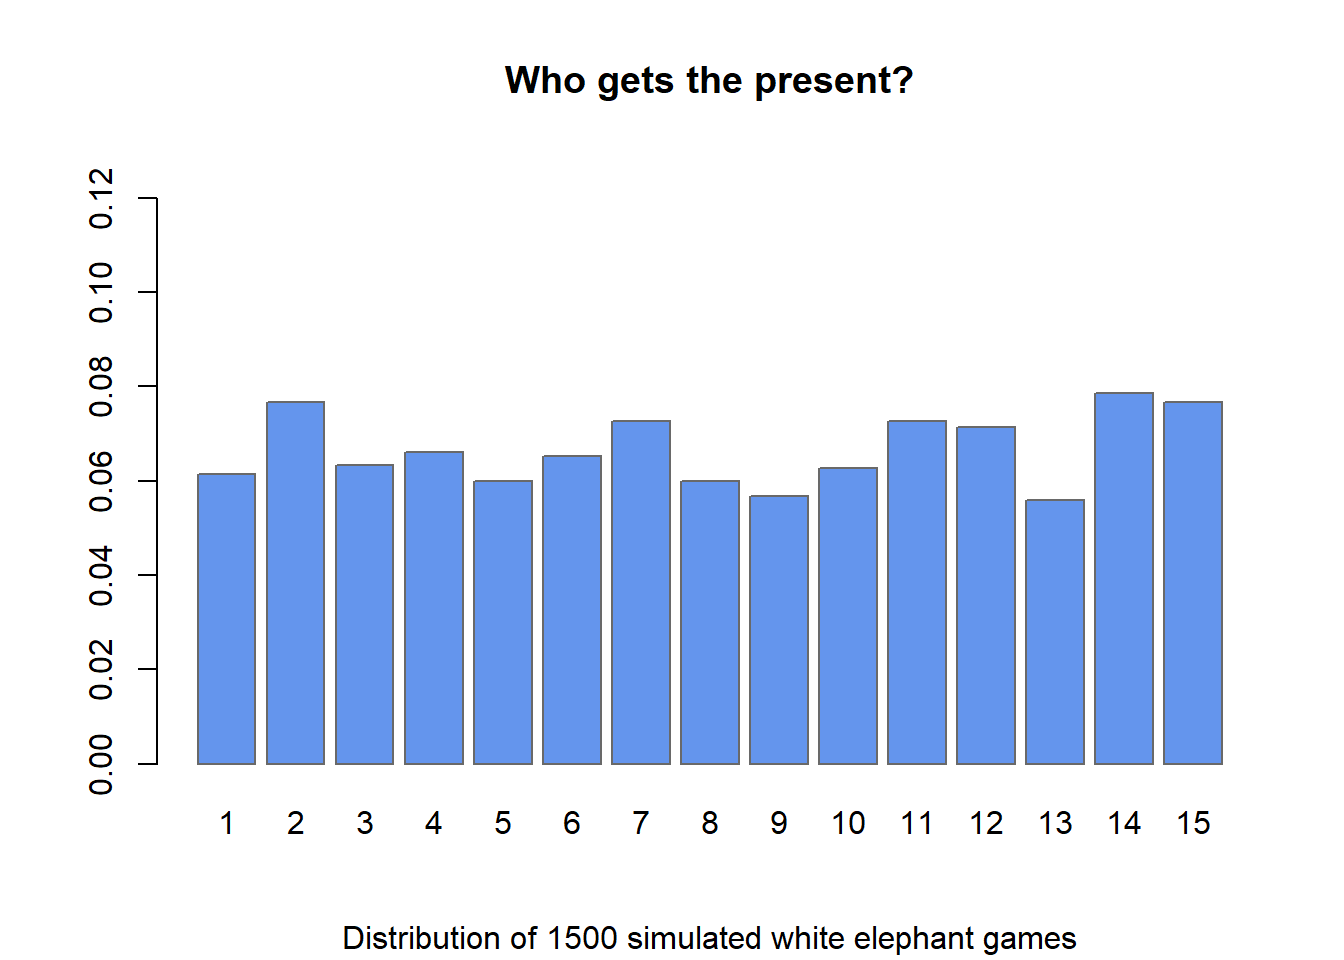 Who gets the present?
0.12
0.10
0.08
0.06
0.04
0.02
0.00
1 2 3 4 5 6 7 8 9 10 11 12 13 14 15
Distribution of 1500 simulated white elephant games